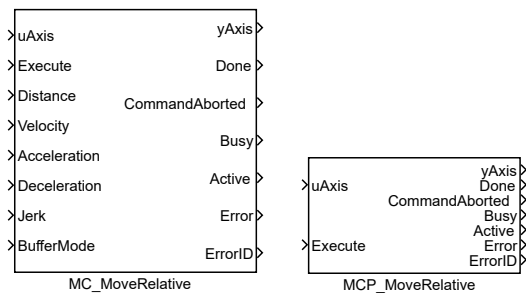 uAxis
Execute
Distance
Velocity
Acceleration
Deceleration
Jerk
BufferMode
yAxis
Done
CommandAborted
Busy
Active
Error
ErrorID
MC_MoveRelative
uAxis
Execute
yAxis
Done
CommandAborted
Busy
Active
Error
ErrorID
MCP_MoveRelative